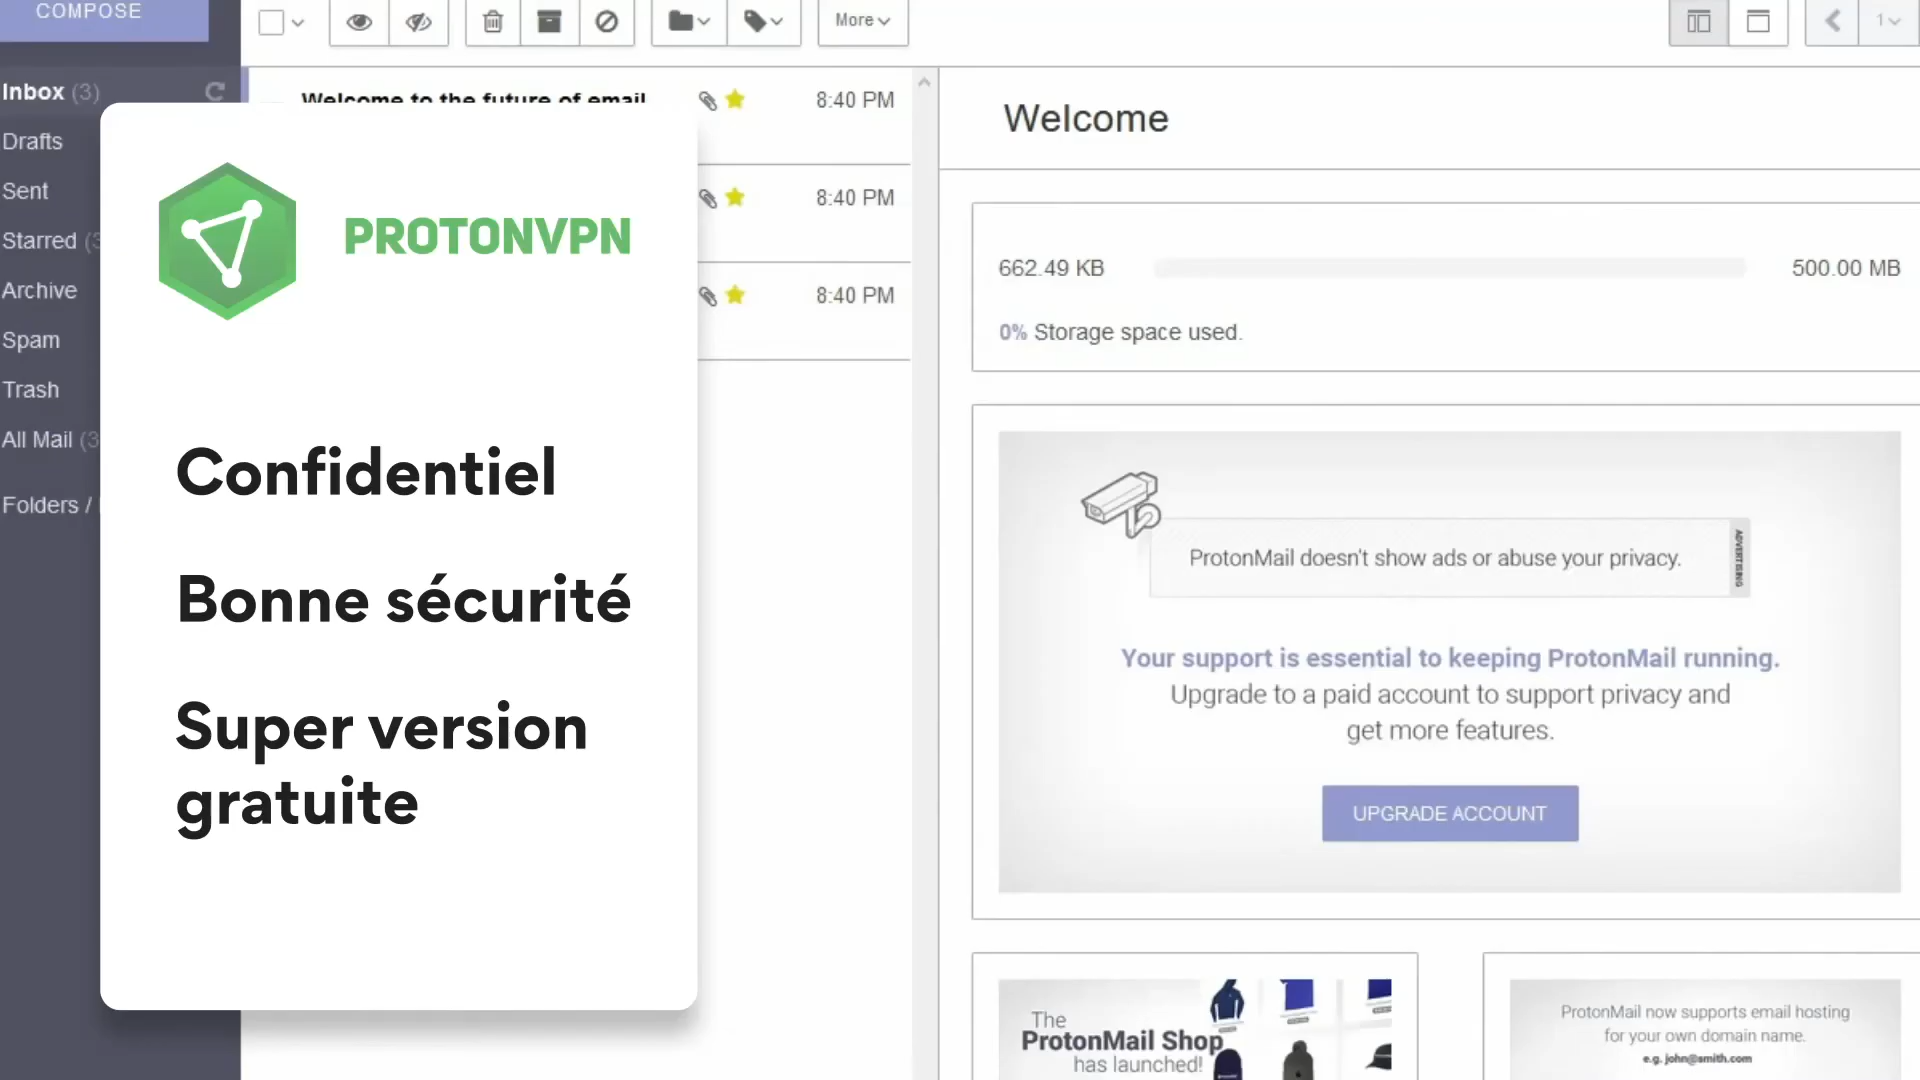 COMPOSE
More
1
Inbox (3)
Drafts
Sent
Starred (3
Archive
Spam
Trash
All Mail (3
Folders /
Welcome to the future of email
8:40 PM
8:40 PM
8:40 PM
PROTONVPN
Confidentiel
Bonne sécurité
Super version
gratuite
Welcome
662.49 KB
500.00 MB
0% Storage space used.
ProtonMail doesn't show ads or abuse your privacy.
ADVERTISING
Your support is essential to keeping ProtonMail running.
Upgrade to a paid account to support privacy and
get more features.
UPGRADE ACCOUNT
The
ProtonMail Shop
has launched!
ProtonMail now supports email hosting
for your own domain name.
e.g. john@smith.com